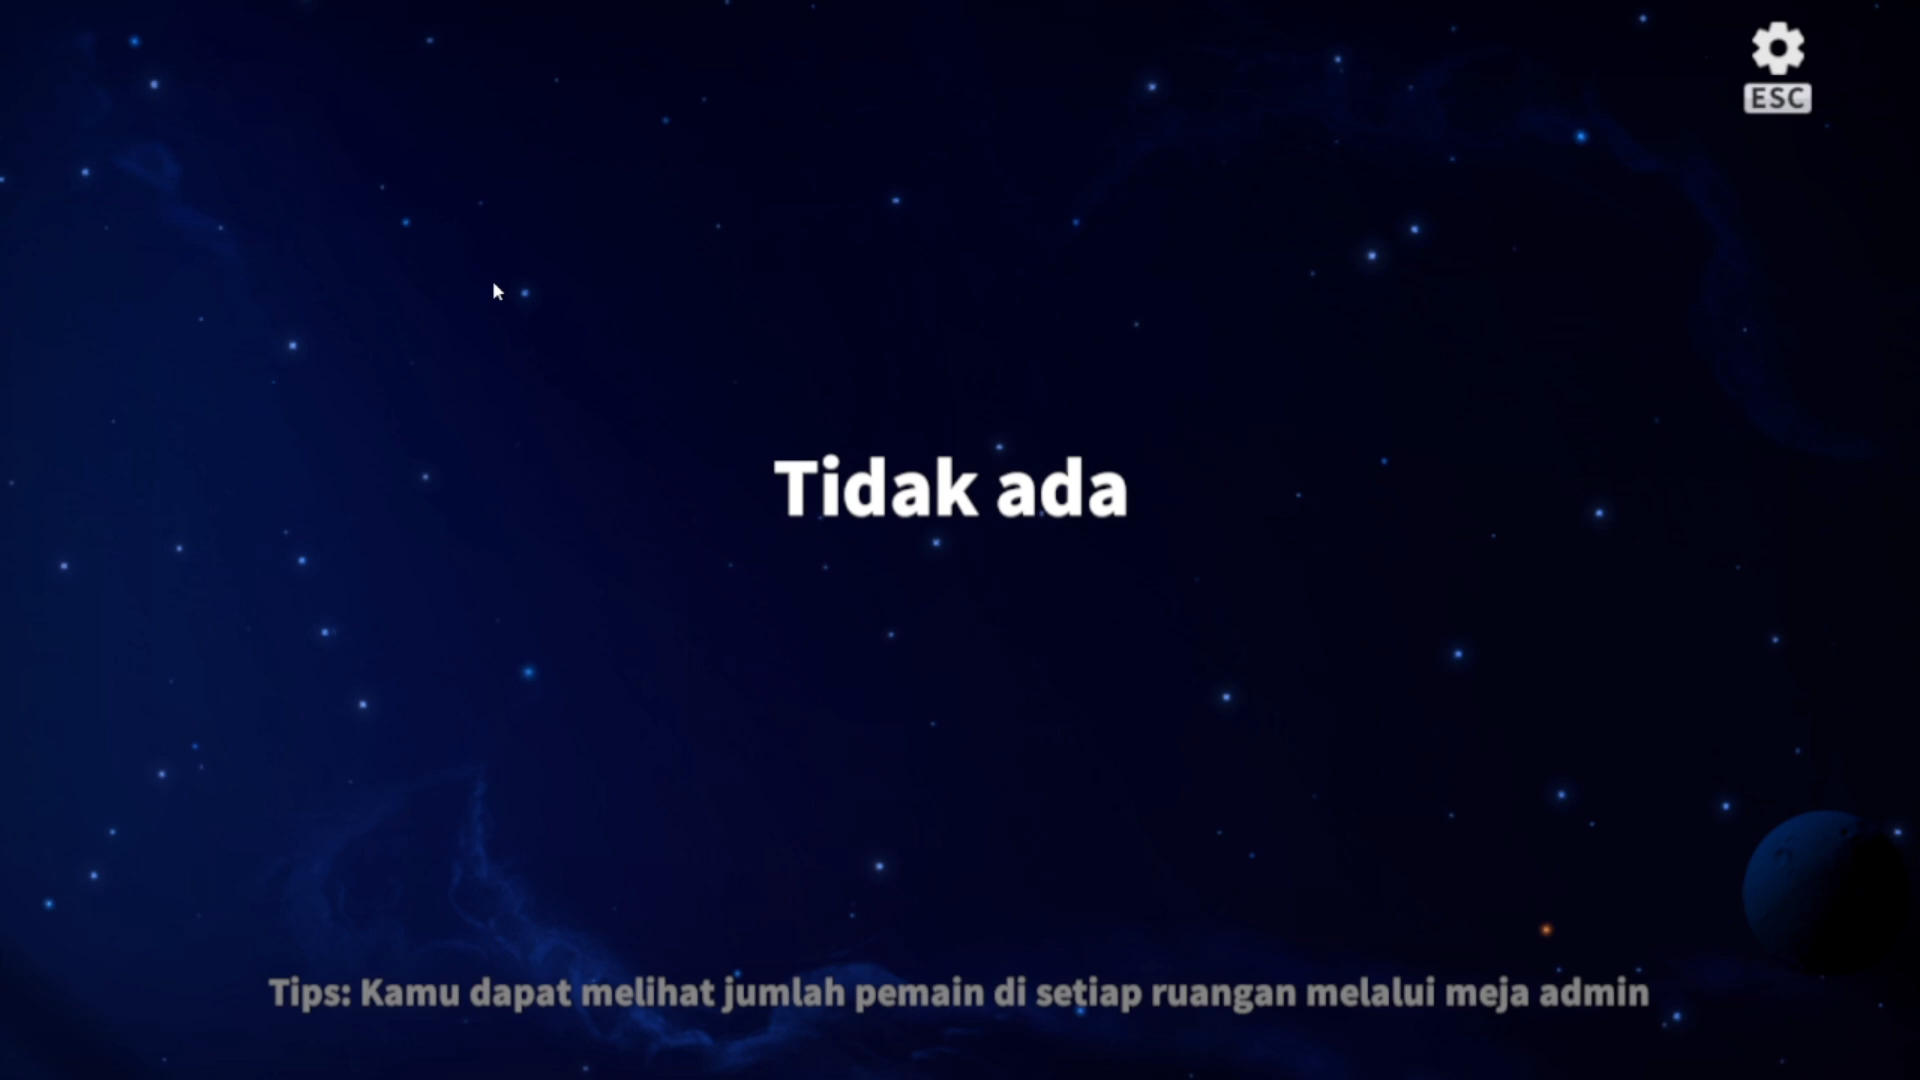 ESC
Tidak ada
Tips: Kamu dapat melihat jumlah pemain di setiap ruangan melalui meja admin